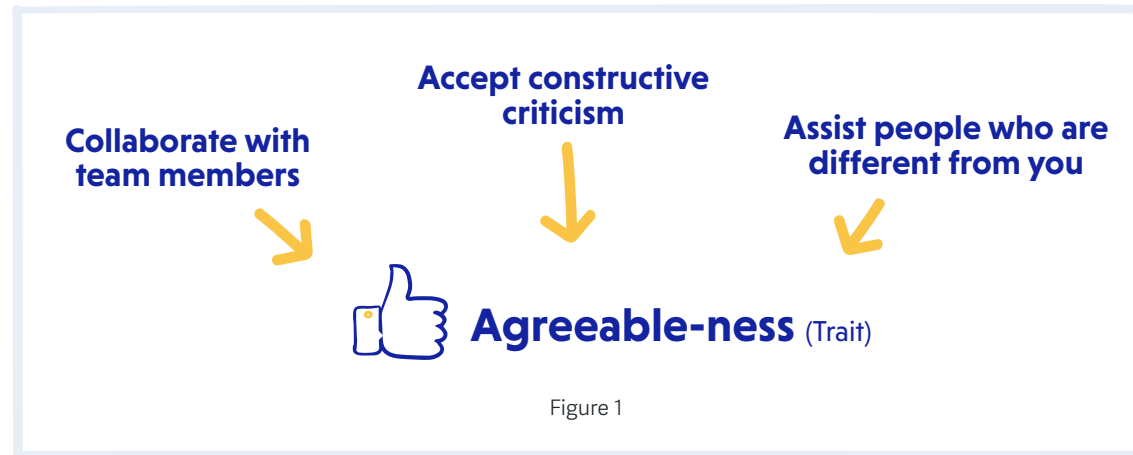 Accept constructive
criticism
Collaborate with
team members
Assist people who are
different from you
Agreeable-ness (Trait)
Figure 1